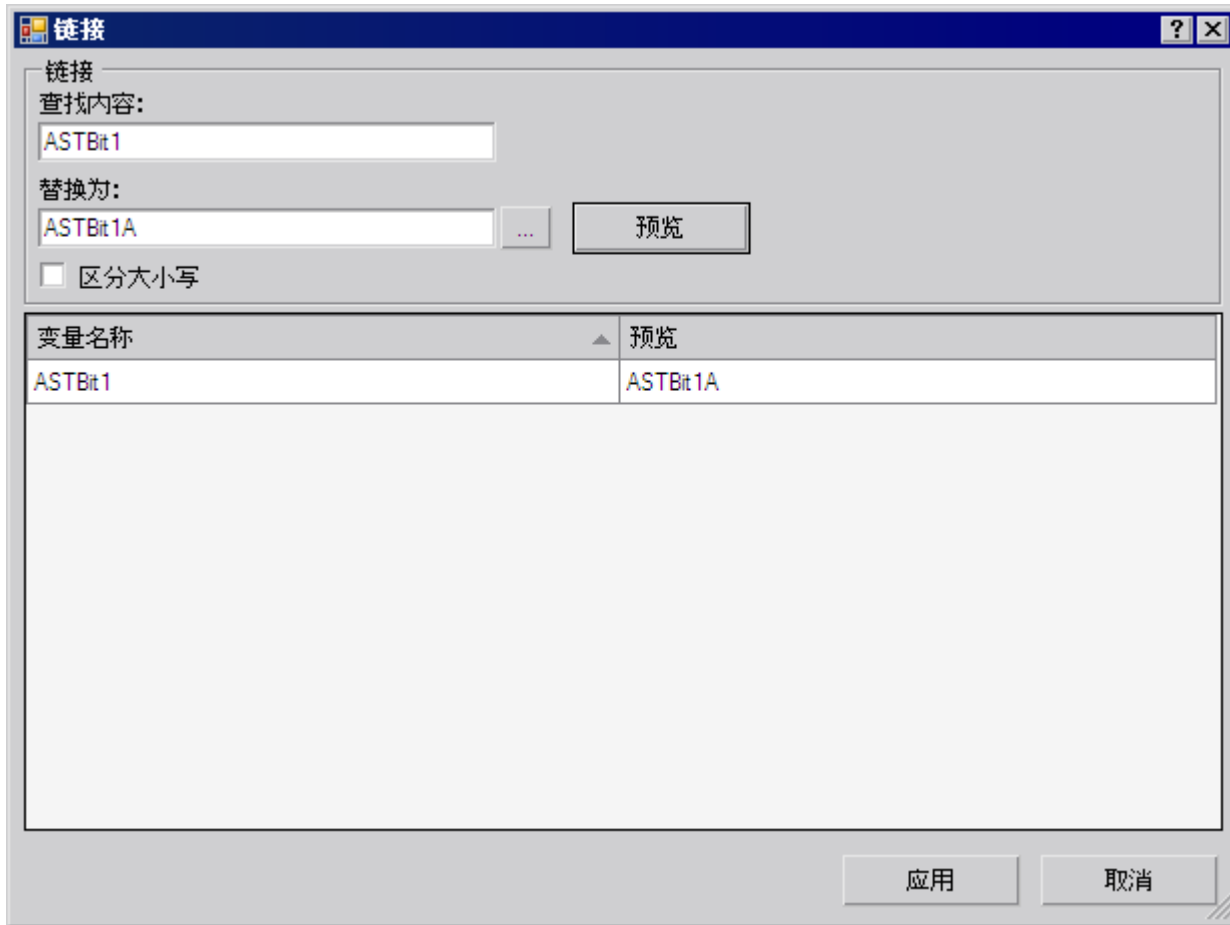 链接
链接
查找内容:
ASTBit1
替换为:
ASTBit1A
...
预览
区分大小写
变量名称 预览
ASTBit1 ASTBit1A
应用 取消